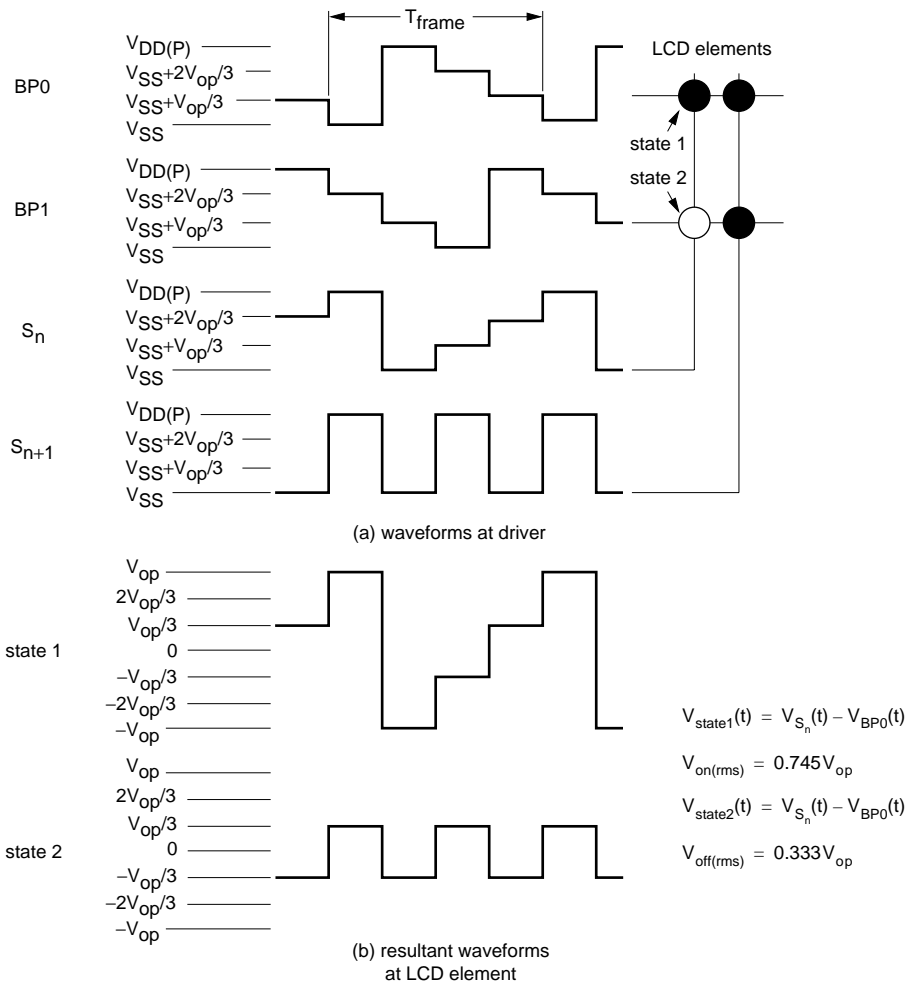 T_frame
BP0
V_DD(P)
V_SS+2V_op/3
V_SS+V_op/3
V_SS
LCD elements
state 1
BP1
V_DD(P)
V_SS+2V_op/3
V_SS+V_op/3
V_SS
state 2
S_n
V_DD(P)
V_SS+2V_op/3
V_SS+V_op/3
V_SS
S_n+1
V_DD(P)
V_SS+2V_op/3
V_SS+V_op/3
V_SS
(a) waveforms at driver
state 1
V_op
2V_op/3
V_op/3
0
−V_op/3
−2V_op/3
−V_op
state 2
V_op
2V_op/3
V_op/3
0
−V_op/3
−2V_op/3
−V_op
V_state1(t) = V_Sn(t) − V_BP0(t)
V_on(rms) = 0.745V_op
V_state2(t) = V_Sn(t) − V_BP0(t)
V_off(rms) = 0.333V_op
(b) resultant waveforms
at LCD element